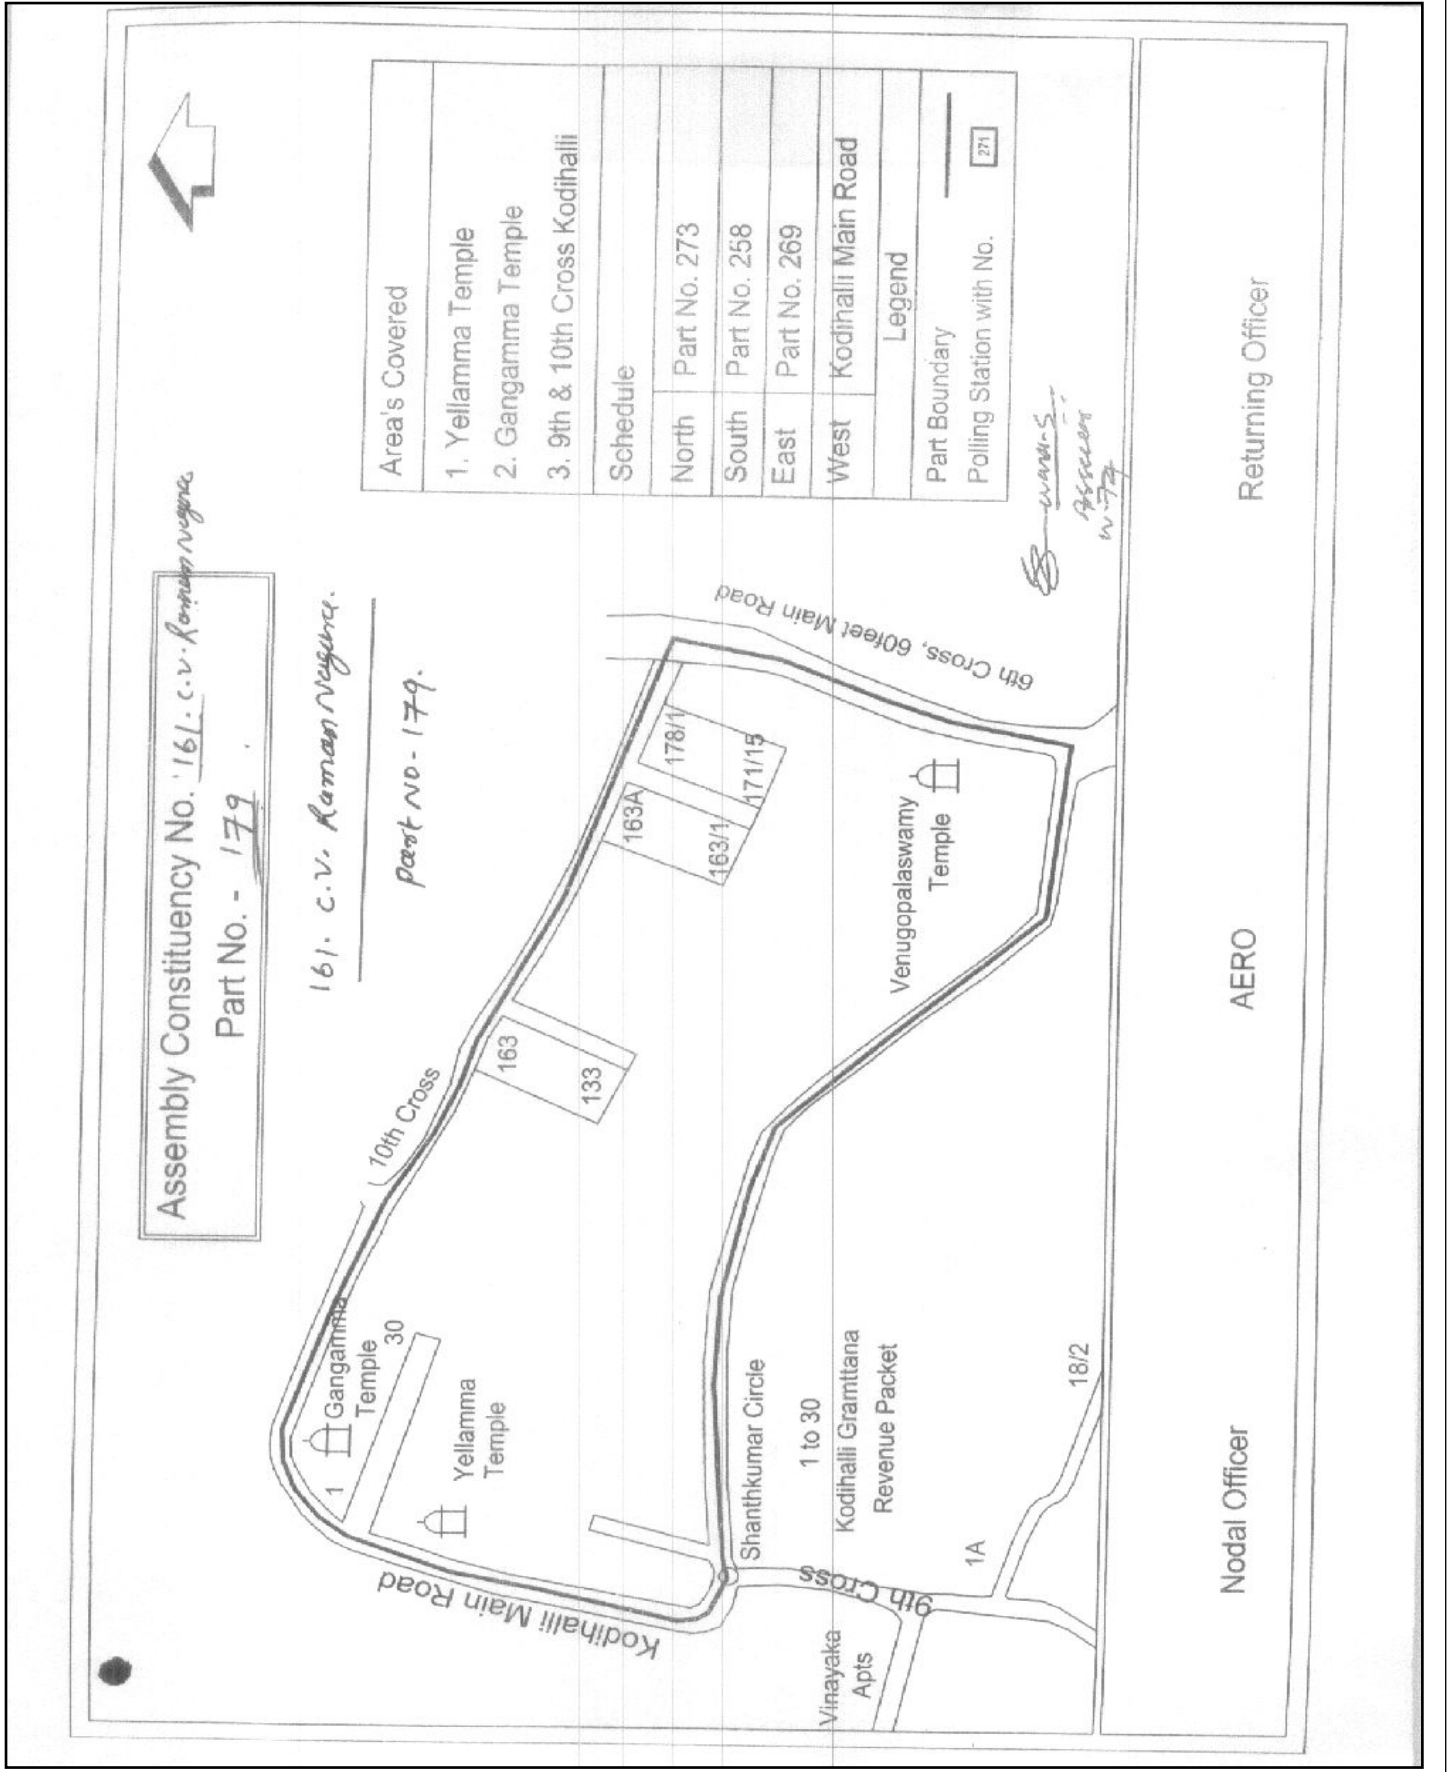 Assembly Constituency No. 161. C.V. Raman Nagar
Part No. - 179
161. C.V. Raman Nagar.
Part No - 179.
Area's Covered
1. Yellamma Temple
2. Gangamma Temple
3. 9th & 10th Cross Kodihalli
Schedule
North Part No. 273
South Part No. 258
East Part No. 269
West Kodihalli Main Road
Legend
Part Boundary
Polling Station with No. 271
Assessor
W-74
10th Cross
Gangamma
Temple
1
30
Yellamma
Temple
Kodihalli Main Road
163
133
163A
163/1
178/1
171/15
6th Cross, 60feet Main Road
Venugopalaswamy
Temple
Shanthkumar Circle
1 to 30
Kodihalli Gramttana
Revenue Packet
9th Cross
Vinayaka
Apts
1A
18/2
Nodal Officer
AERO
Returning Officer